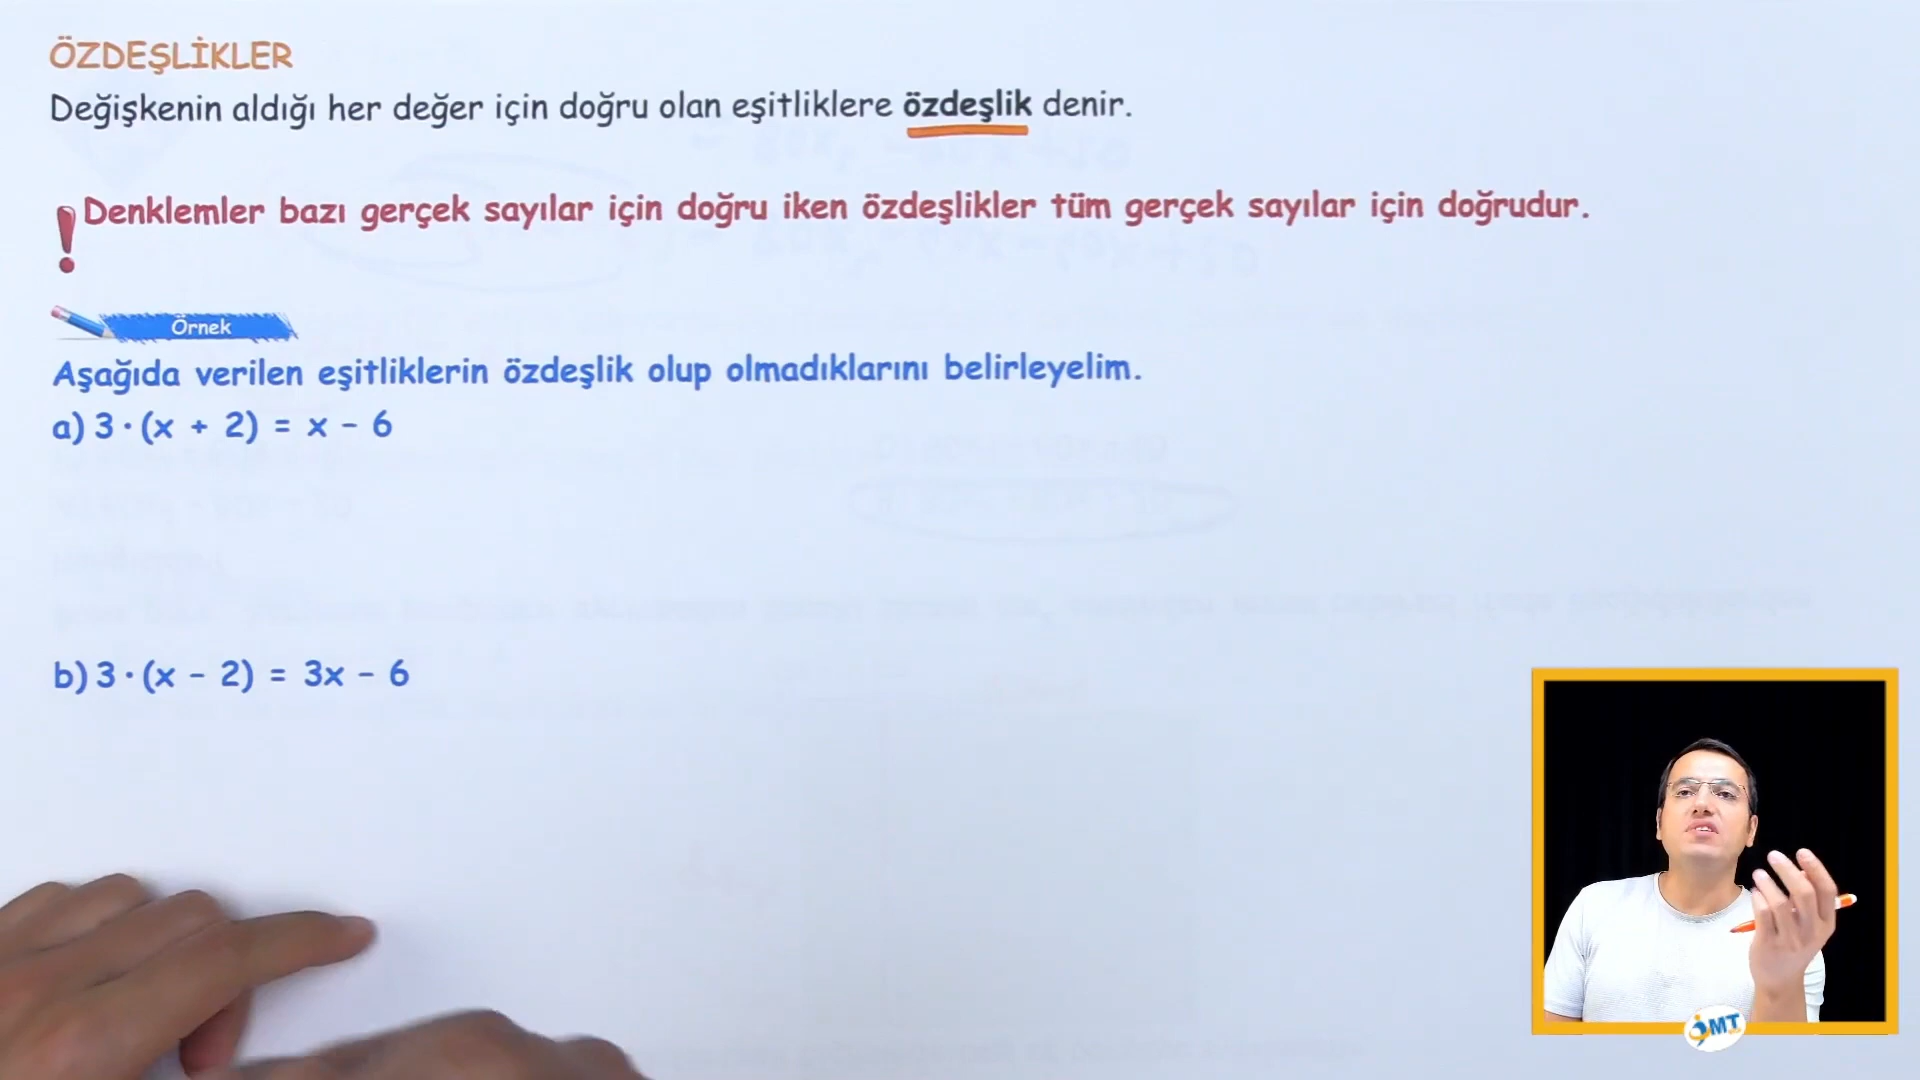 ÖZDEŞLİKLER
Değişkenin aldığı her değer için doğru olan eşitliklere özdeşlik denir.
! Denklemler bazı gerçek sayılar için doğru iken özdeşlikler tüm gerçek sayılar için doğrudur.
Örnek
Aşağıda verilen eşitliklerin özdeşlik olup olmadıklarını belirleyelim.
a) 3 · (x + 2) = x - 6
b) 3 · (x - 2) = 3x - 6
MT